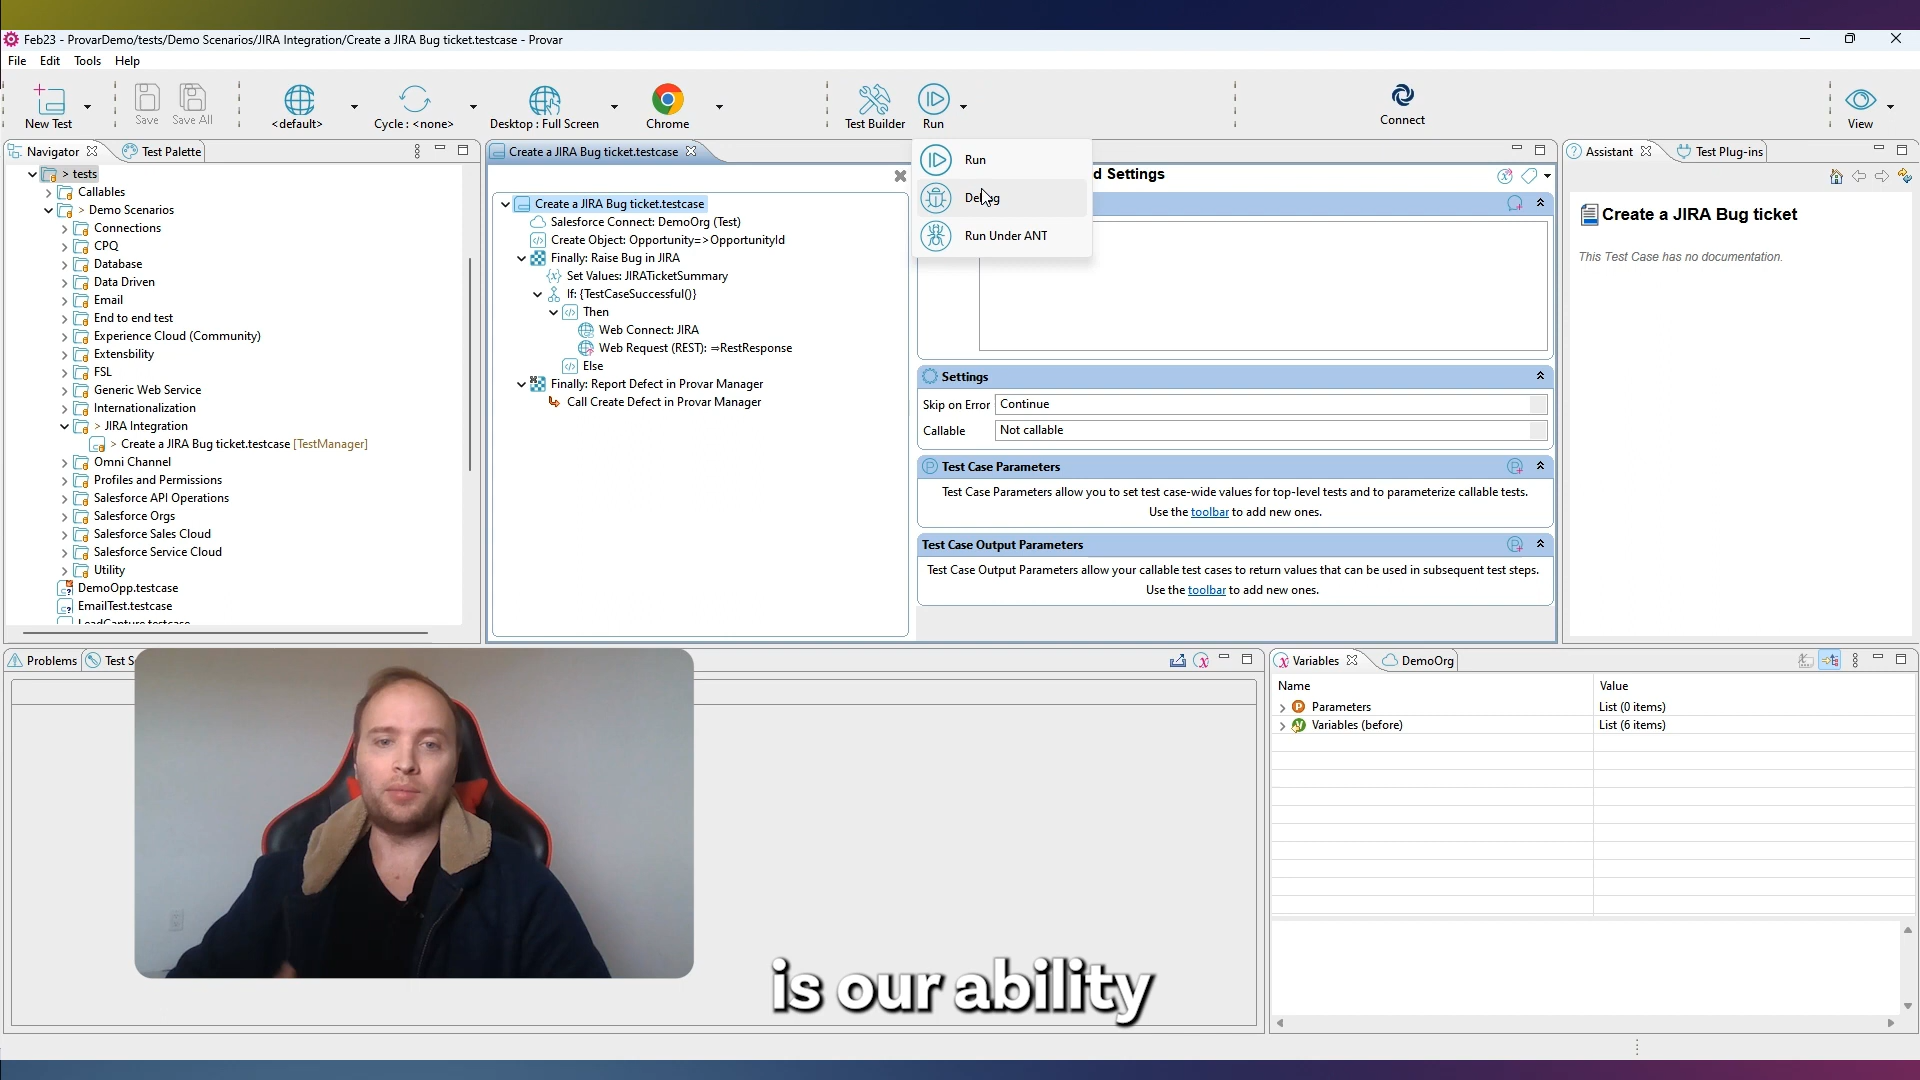 Feb23 - ProvarDemo/tests/Demo Scenarios/JIRA Integration/Create a JIRA Bug ticket.testcase - Provar
File Edit Tools Help
New Test
Save
Save All
<default>
Cycle : <none>
Desktop : Full Screen
Chrome
Test Builder
Run
Connect
View
Navigator
Test Palette
> tests
Callables
> Demo Scenarios
Connections
CPQ
Database
Data Driven
Email
End to end test
Experience Cloud (Community)
Extensbility
FSL
Generic Web Service
Internationalization
> JIRA Integration
> Create a JIRA Bug ticket.testcase [TestManager]
Omni Channel
Profiles and Permissions
Salesforce API Operations
Salesforce Orgs
Salesforce Sales Cloud
Salesforce Service Cloud
Utility
DemoOpp.testcase
EmailTest.testcase
LeadCapture.testcase
Create a JIRA Bug ticket.testcase
Create a JIRA Bug ticket.testcase
Salesforce Connect: DemoOrg (Test)
Create Object: Opportunity=>OpportunityId
Finally: Raise Bug in JIRA
Set Values: JIRATicketSummary
If: {TestCaseSuccessful()}
Then
Web Connect: JIRA
Web Request (REST): =>RestResponse
Else
Finally: Report Defect in Provar Manager
Call Create Defect in Provar Manager
Run
Debug
Run Under ANT
d Settings
Settings
Skip on Error Continue
Callable Not callable
Test Case Parameters
Test Case Parameters allow you to set test case-wide values for top-level tests and to parameterize callable tests.
Use the toolbar to add new ones.
Test Case Output Parameters
Test Case Output Parameters allow your callable test cases to return values that can be used in subsequent test steps.
Use the toolbar to add new ones.
Assistant
Test Plug-ins
Create a JIRA Bug ticket
This Test Case has no documentation.
Problems
Test S
Variables
DemoOrg
Name Value
Parameters List (0 items)
Variables (before) List (6 items)
is our ability